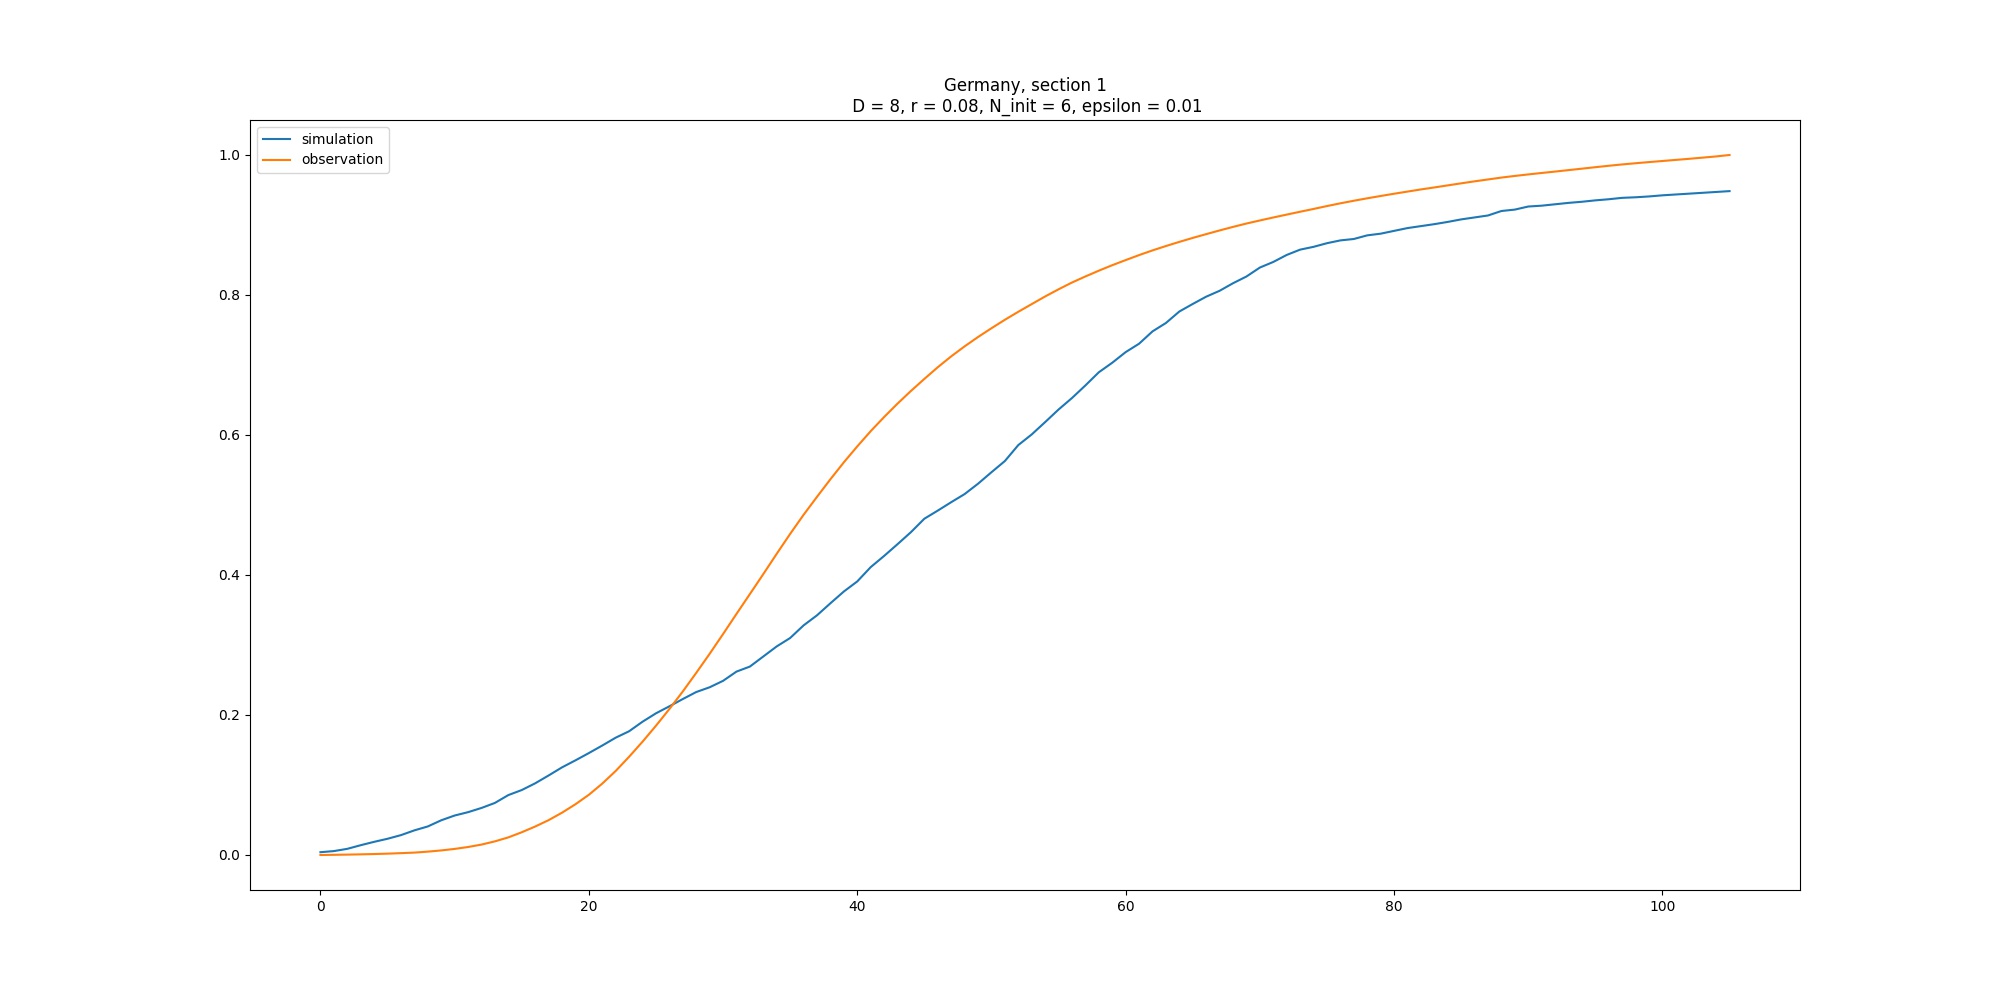 Germany, section 1
D = 8, r = 0.08, N_init = 6, epsilon = 0.01
simulation
observation
1.0
0.8
0.6
0.4
0.2
0.0
0 20 40 60 80 100